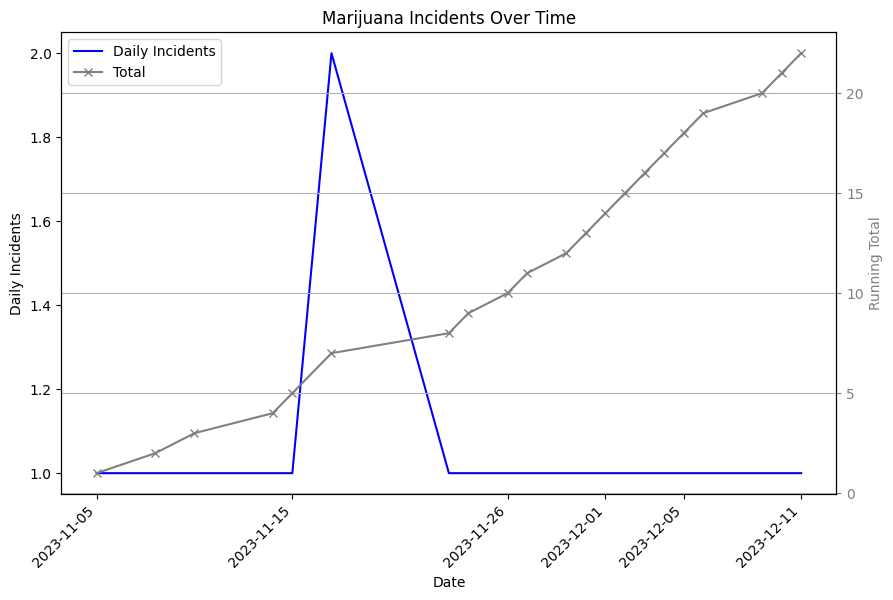 Marijuana Incidents Over Time
Daily Incidents
Total
2.0
1.8
1.6
1.4
1.2
1.0
Daily Incidents
20
15
10
5
0
Running Total
2023-11-05
2023-11-15
2023-11-26
2023-12-01
2023-12-05
2023-12-11
Date